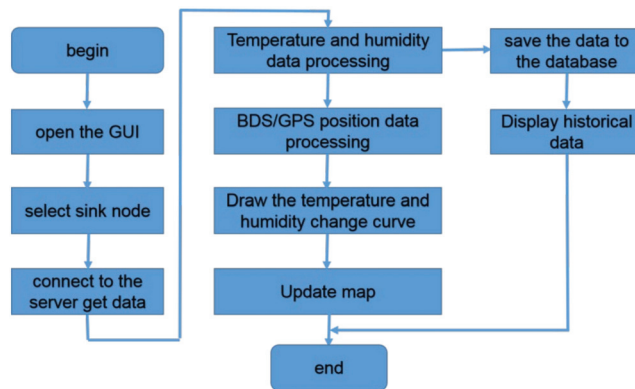 begin
open the GUI
select sink node
connect to the
server get data
Temperature and humidity
data processing
BDS/GPS position data
processing
Draw the temperature and
humidity change curve
Update map
end
save the data to
the database
Display historical
data